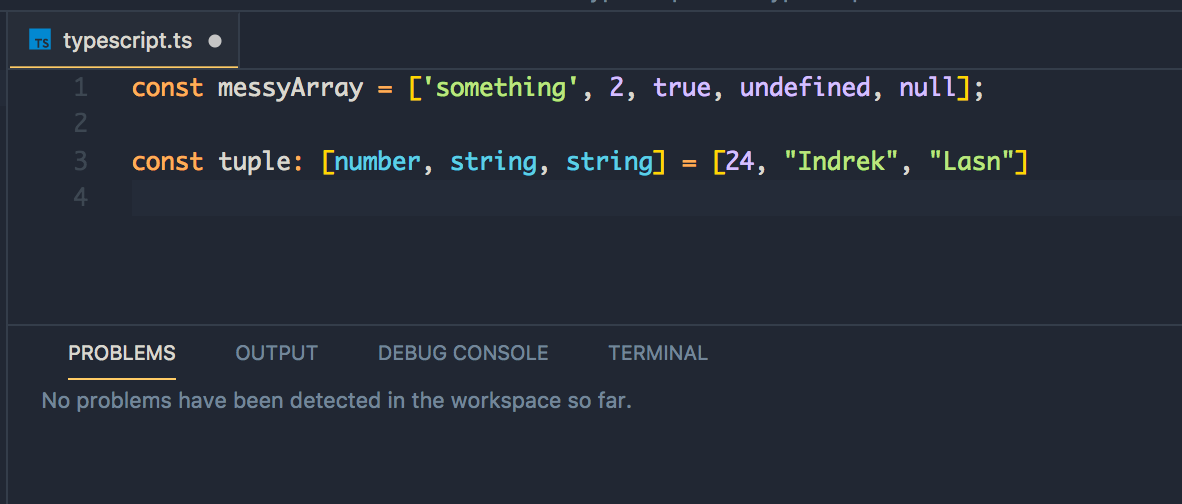 TS typescript.ts
1 const messyArray = ['something', 2, true, undefined, null];
2
3 const tuple: [number, string, string] = [24, "Indrek", "Lasn"]
4
PROBLEMS OUTPUT DEBUG CONSOLE TERMINAL
No problems have been detected in the workspace so far.